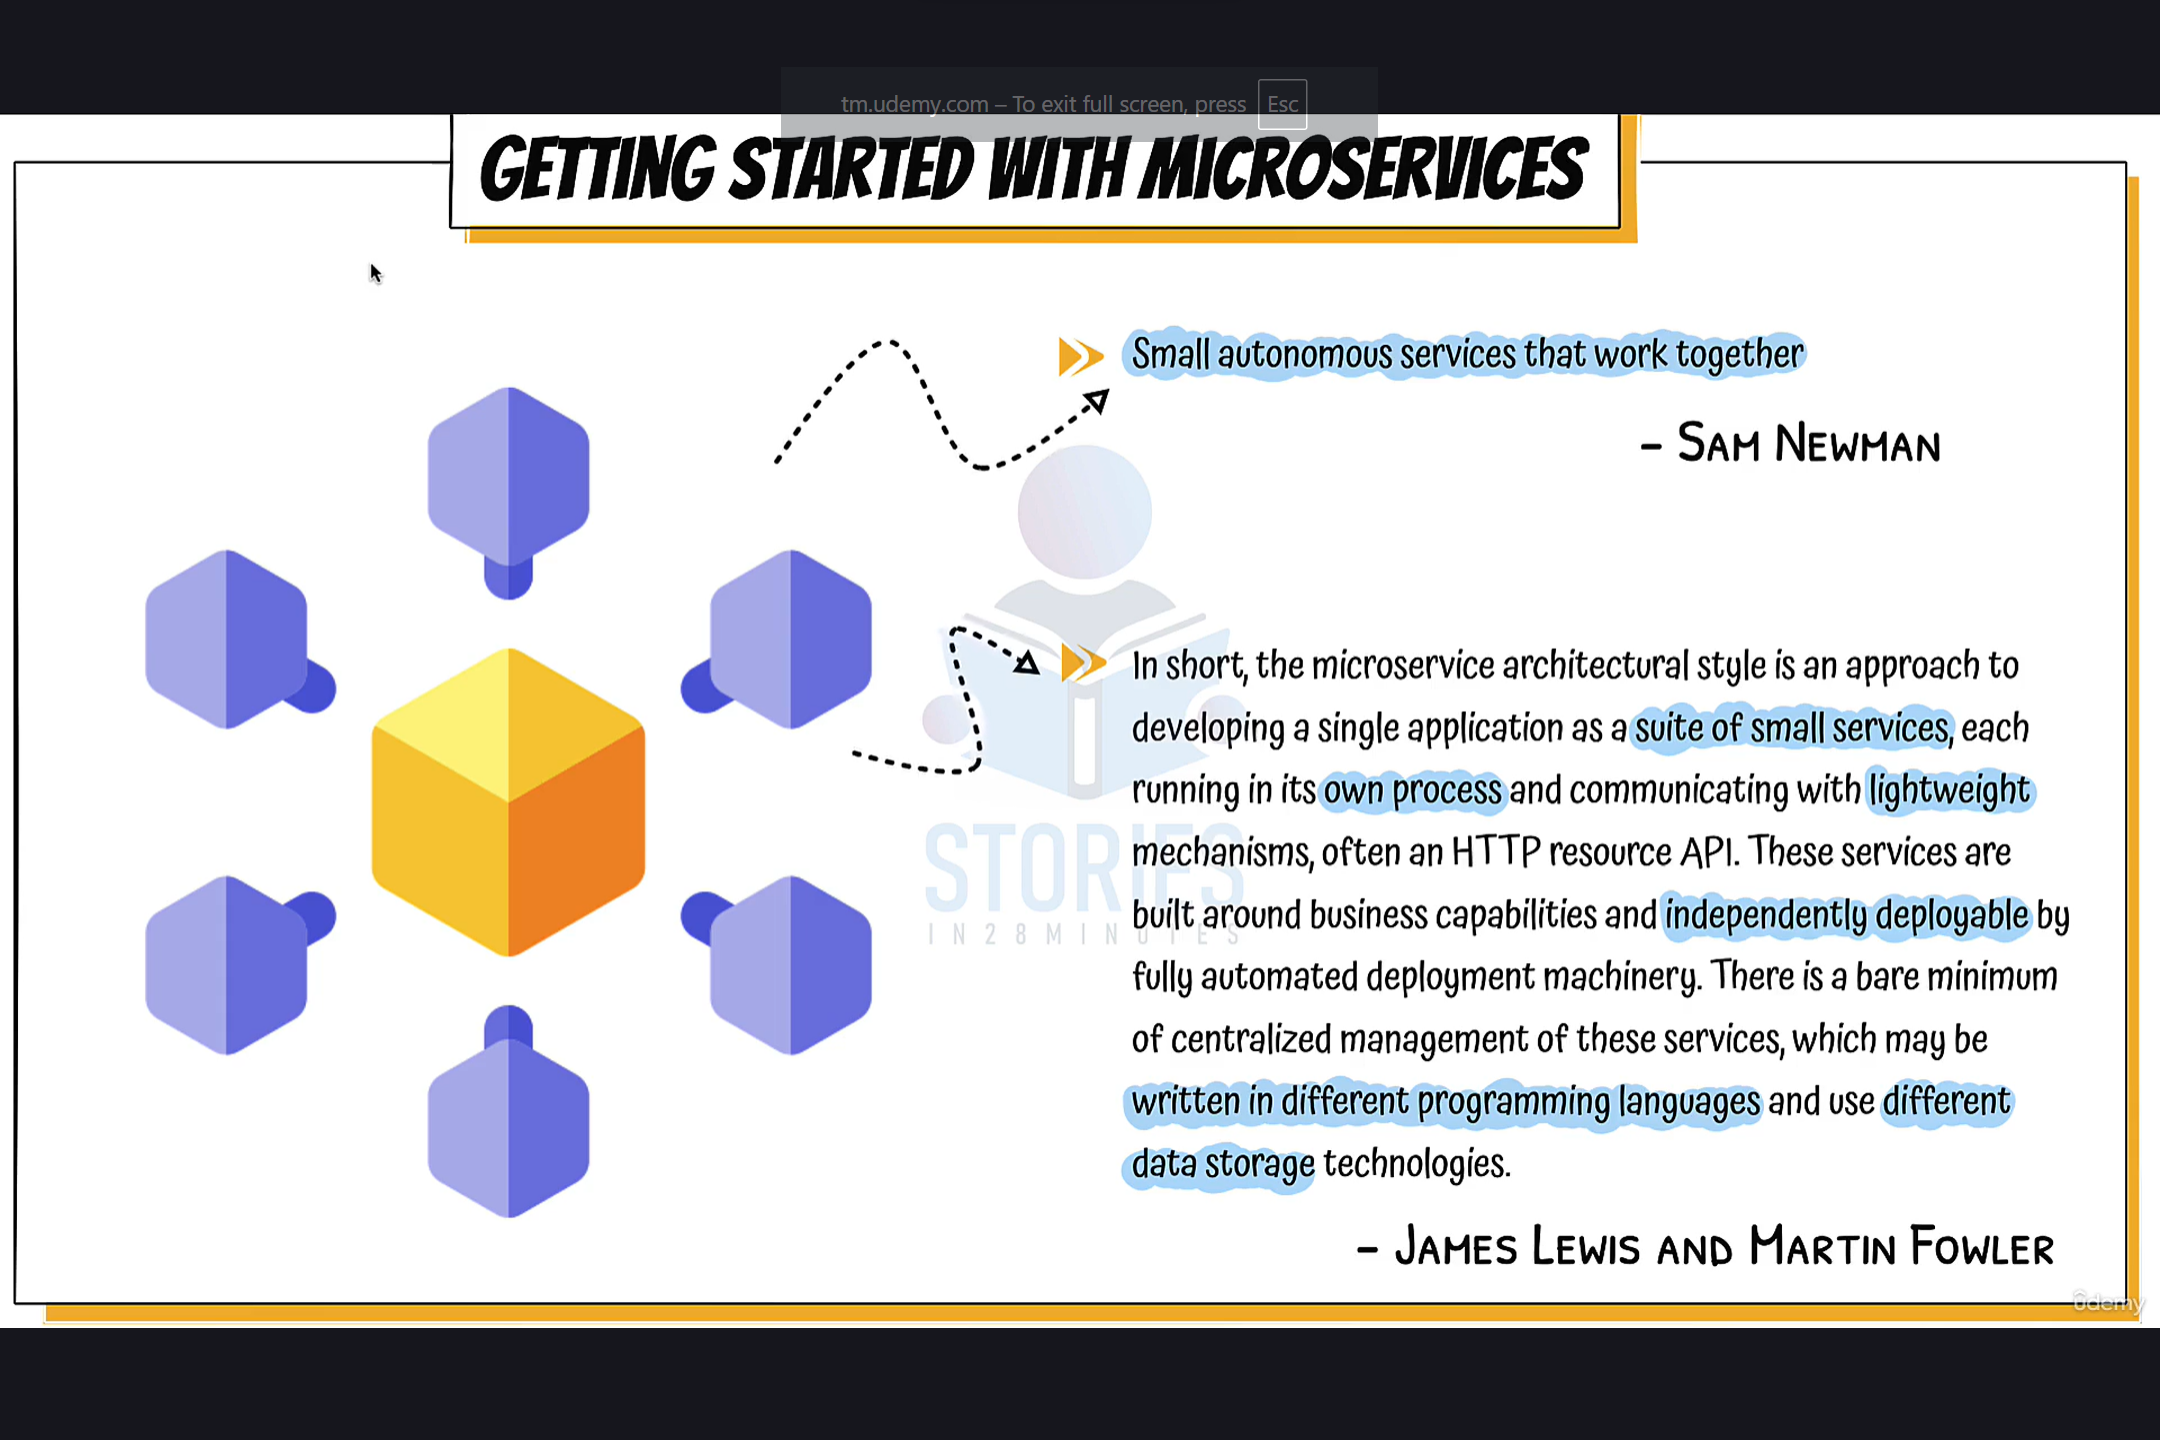 tm.udemy.com – To exit full screen, press Esc
GETTING STARTED WITH MICROSERVICES
Small autonomous services that work together
– SAM NEWMAN
In short, the microservice architectural style is an approach to
developing a single application as a suite of small services, each
running in its own process and communicating with lightweight
mechanisms, often an HTTP resource API. These services are
built around business capabilities and independently deployable by
fully automated deployment machinery. There is a bare minimum
of centralized management of these services, which may be
written in different programming languages and use different
data storage technologies.
– JAMES LEWIS AND MARTIN FOWLER
STORIES
IN28MINUTES
ûdemy